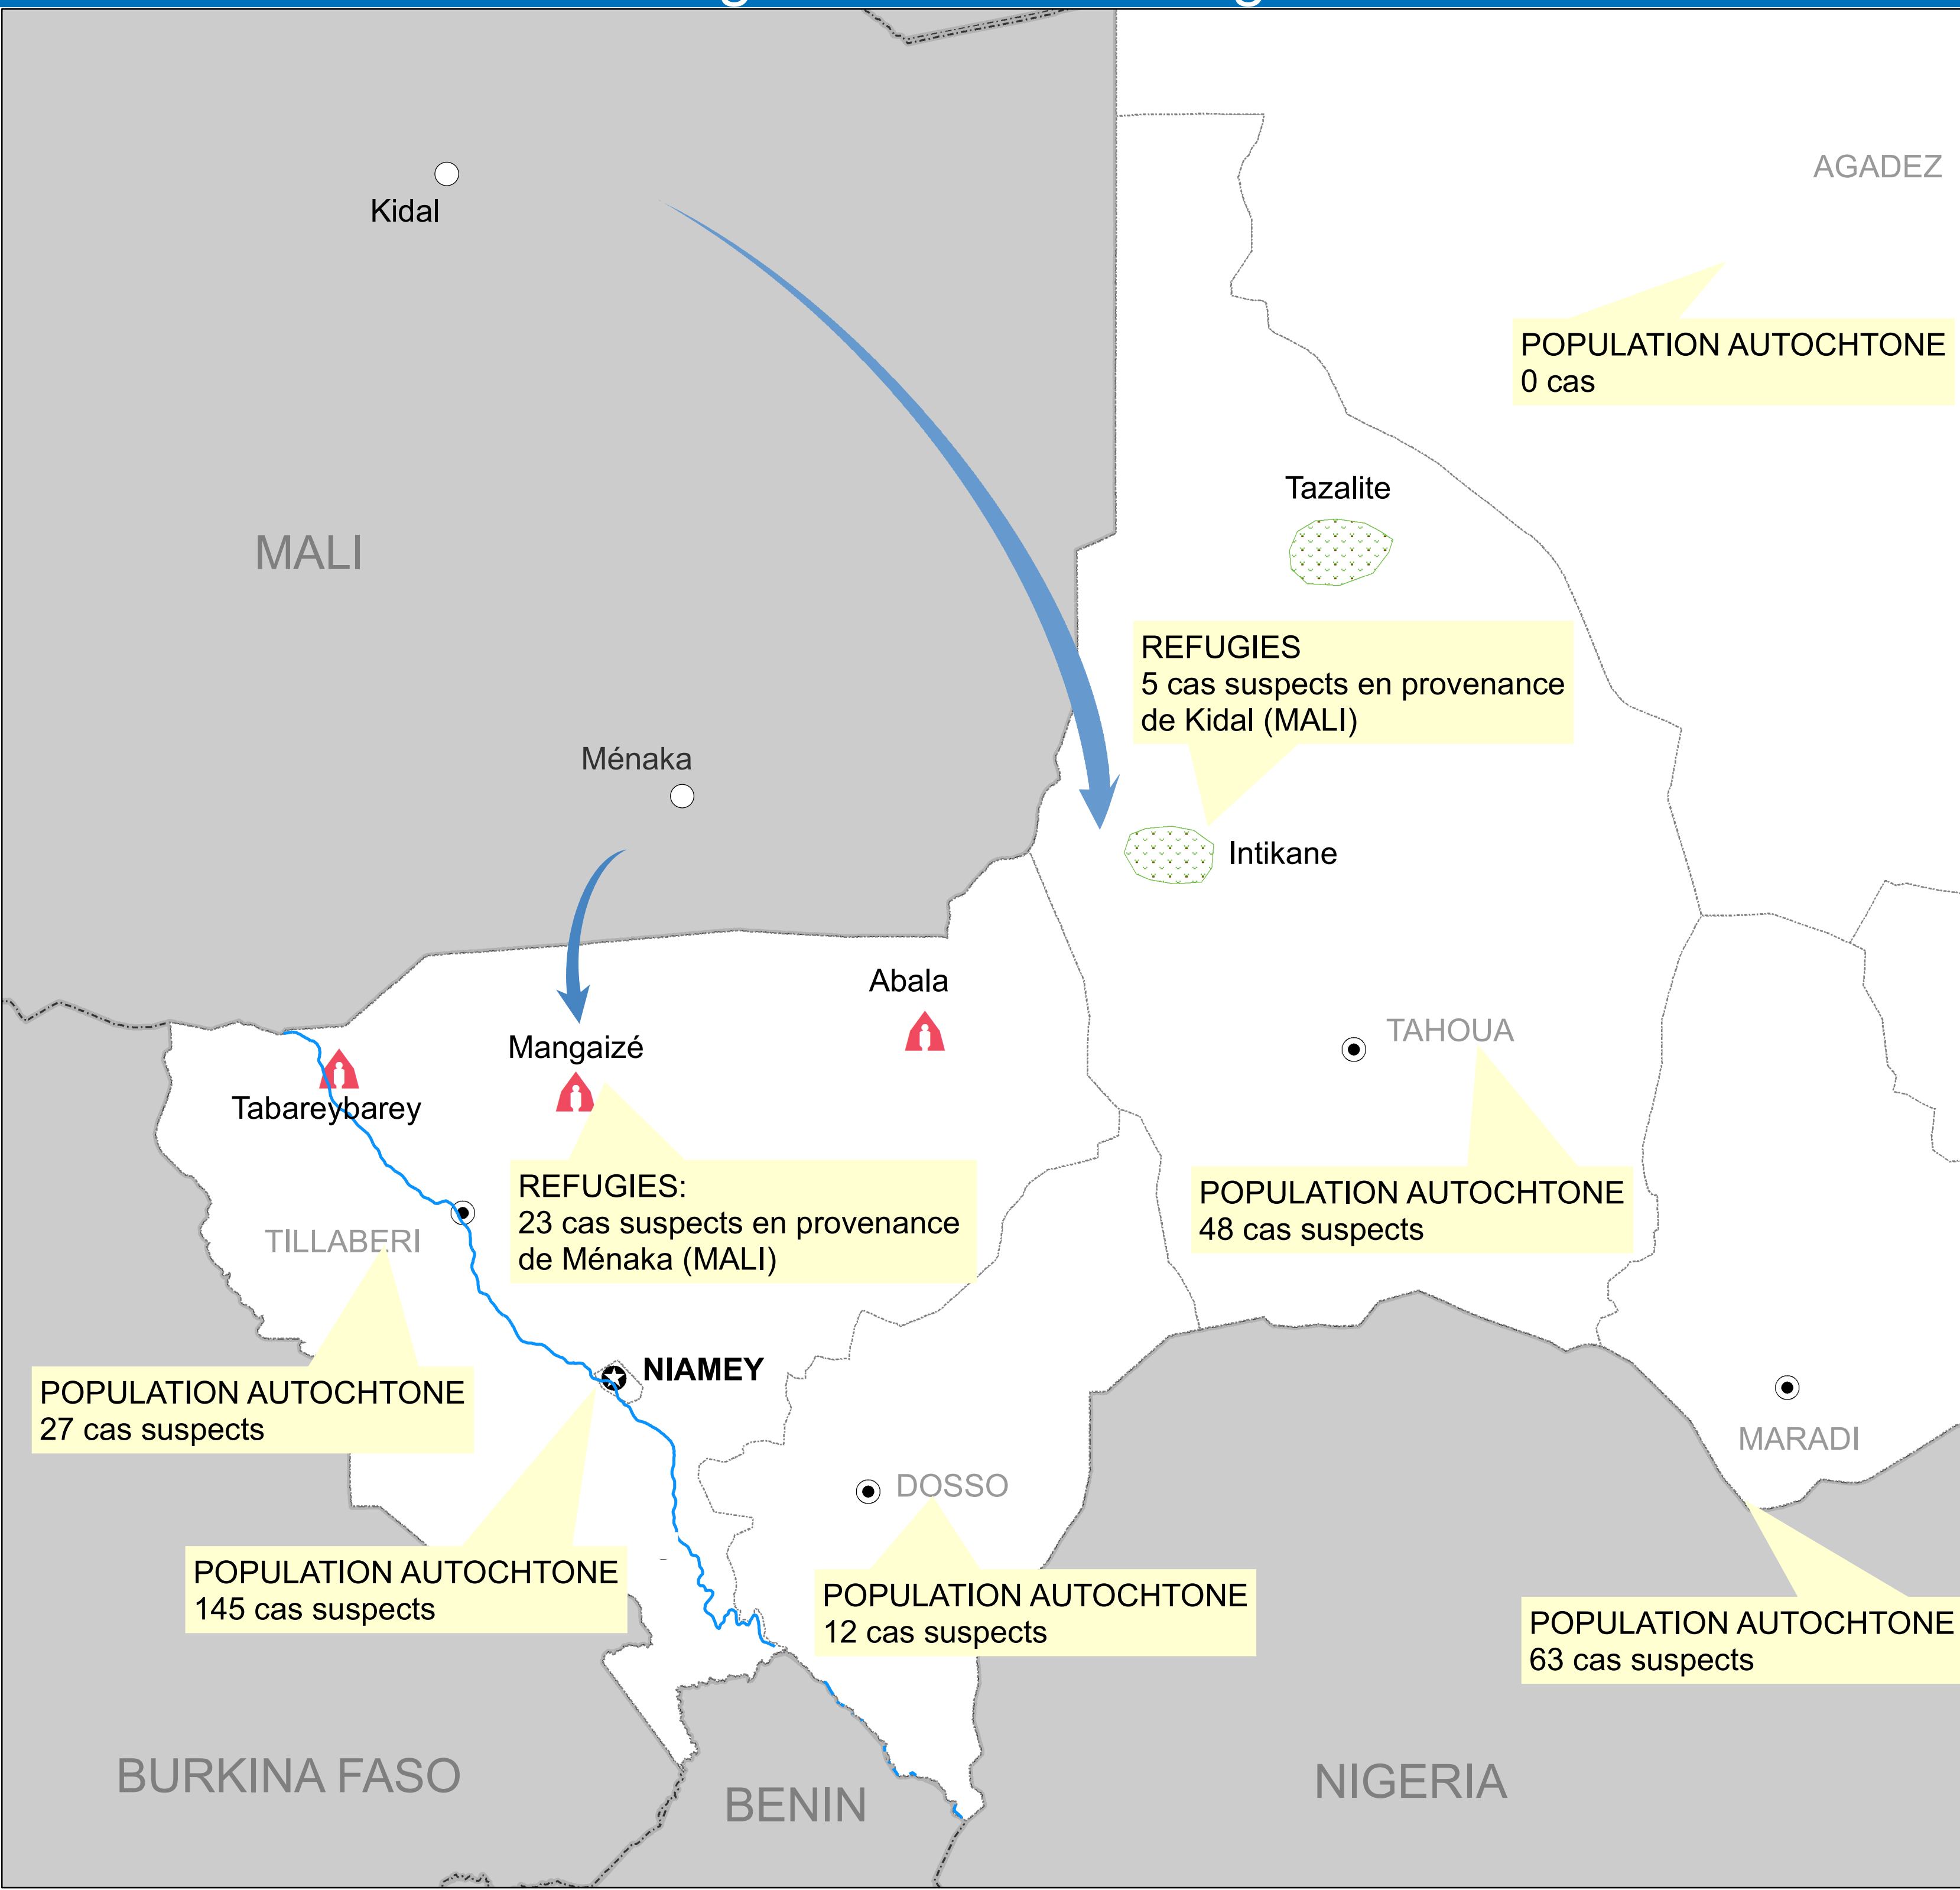 AGADEZ
Kidal
POPULATION AUTOCHTONE
0 cas
Tazalite
MALI
REFUGIES
5 cas suspects en provenance
de Kidal (MALI)
Ménaka
Intikane
Abala
Mangaizé
TAHOUA
Tabareybarey
REFUGIES:
23 cas suspects en provenance
de Ménaka (MALI)
POPULATION AUTOCHTONE
48 cas suspects
TILLABERI
NIAMEY
POPULATION AUTOCHTONE
27 cas suspects
MARADI
DOSSO
POPULATION AUTOCHTONE
145 cas suspects
POPULATION AUTOCHTONE
12 cas suspects
POPULATION AUTOCHTONE
63 cas suspects
BURKINA FASO
BENIN
NIGERIA